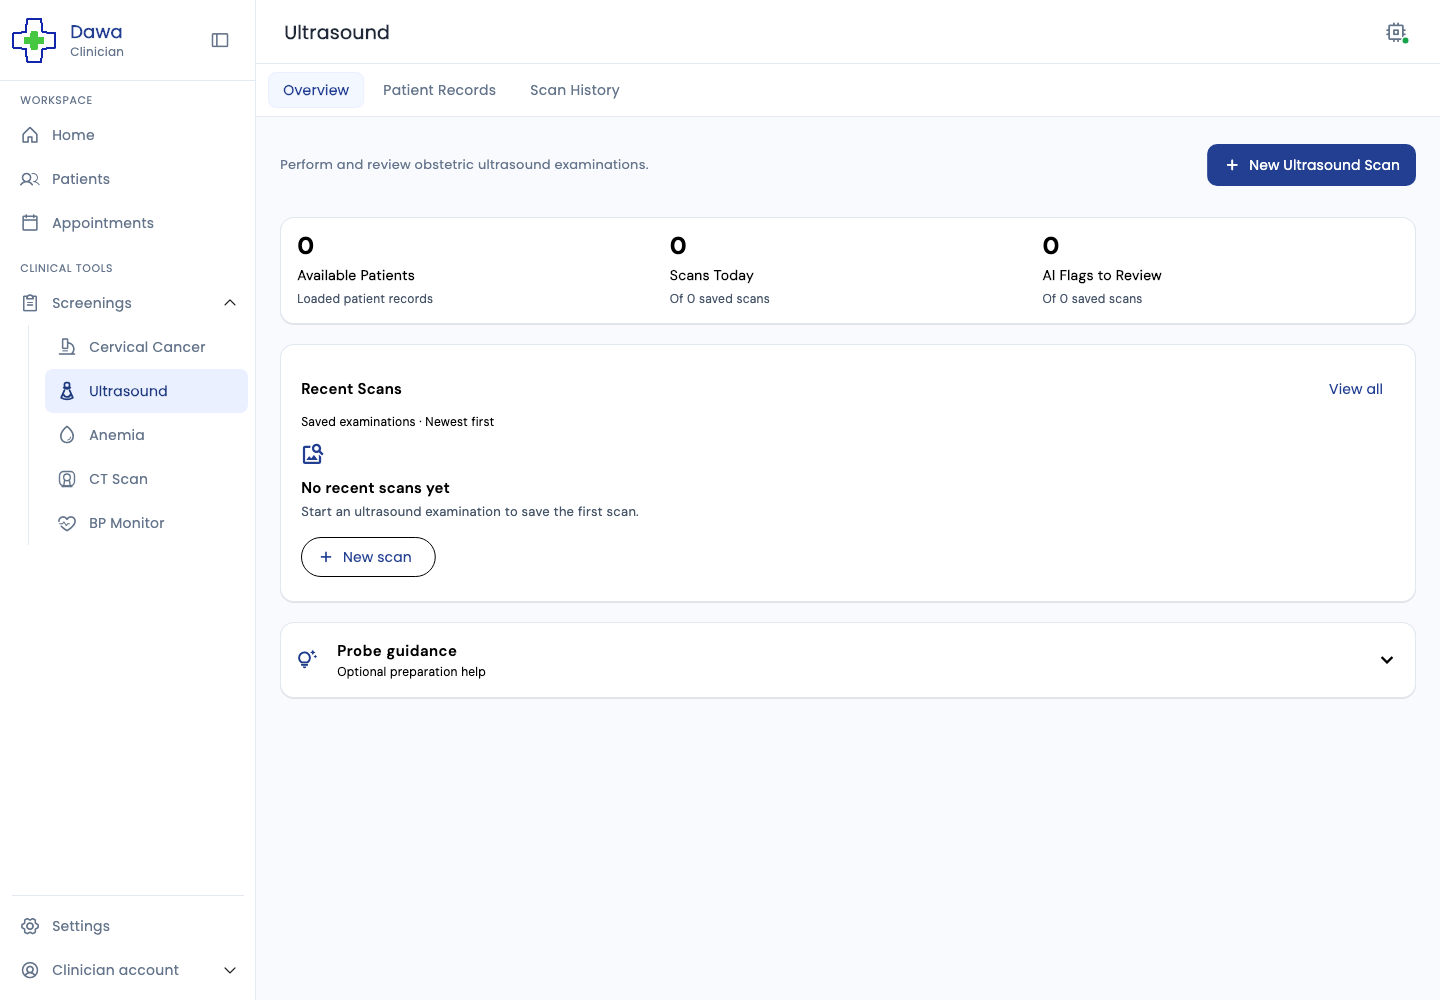 Dawa
Clinician
WORKSPACE
Home
Patients
Appointments
CLINICAL TOOLS
Screenings
Cervical Cancer
Ultrasound
Anemia
CT Scan
BP Monitor
Settings
Clinician account
Ultrasound
Overview
Patient Records
Scan History
Perform and review obstetric ultrasound examinations.
New Ultrasound Scan
0
Available Patients
Loaded patient records
0
Scans Today
Of 0 saved scans
0
AI Flags to Review
Of 0 saved scans
Recent Scans
View all
Saved examinations · Newest first
No recent scans yet
Start an ultrasound examination to save the first scan.
New scan
Probe guidance
Optional preparation help